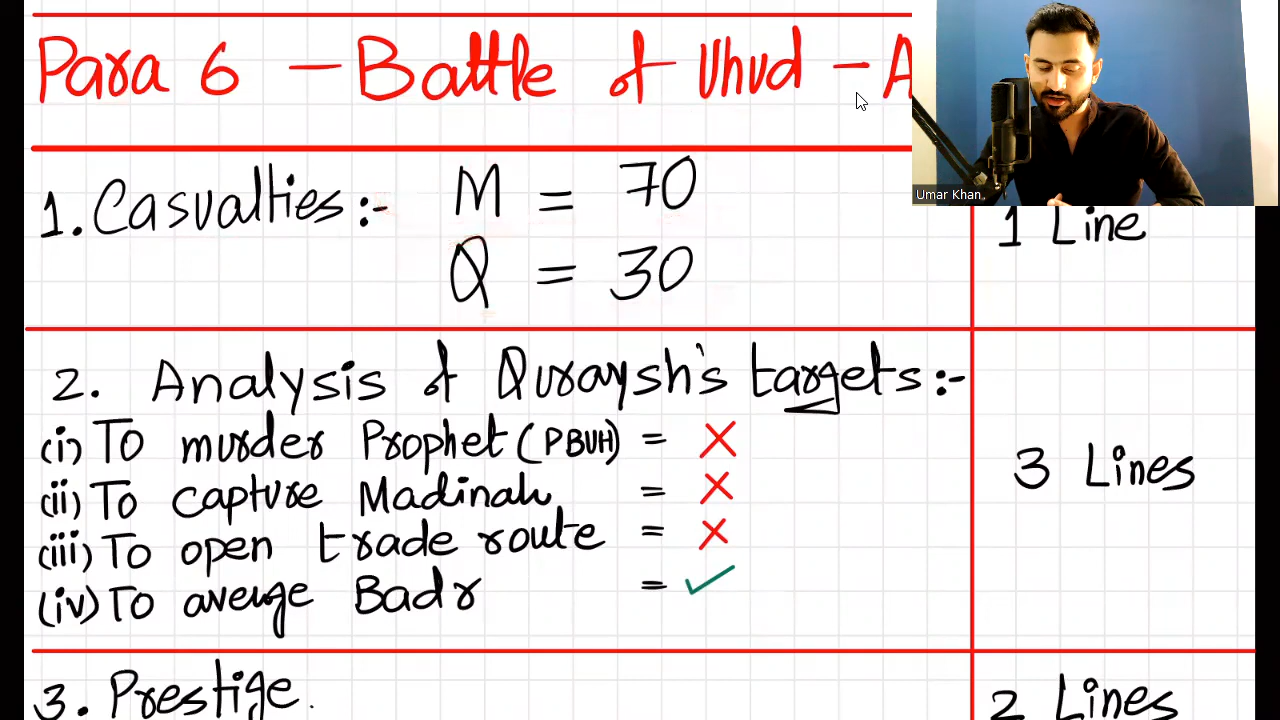 Para 6 - Battle of Uhud - A
Umar Khan
1. Casualties :- M = 70
Q = 30
1 Line
2. Analysis of Quraysh's targets :-
(i) To murder Prophet (PBUH) = ✗
(ii) To capture Madinah = ✗
(iii) To open trade route = ✗
(iv) To avenge Badr = ✓
3 Lines
3. Prestige.
2 Lines